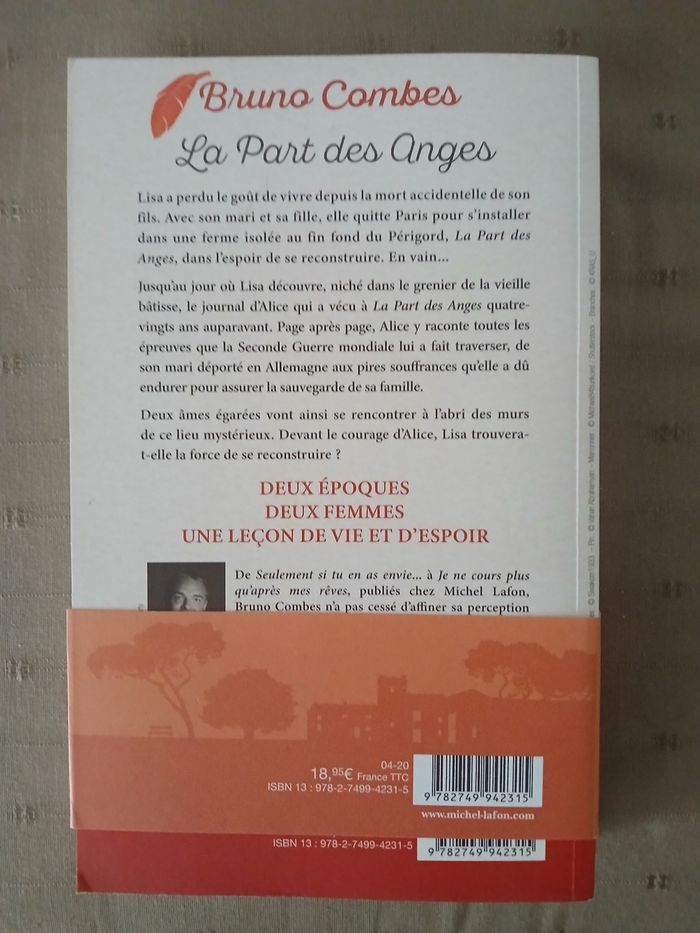 Bruno Combes
La Part des Anges
Lisa a perdu le goût de vivre depuis la mort accidentelle de son
fils. Avec son mari et sa fille, elle quitte Paris pour s'installer
dans une ferme isolée au fin fond du Périgord, La Part des
Anges, dans l'espoir de se reconstruire. En vain...
Jusqu'au jour où Lisa découvre, niché dans le grenier de la vieille
bâtisse, le journal d'Alice qui a vécu à La Part des Anges quatre-
vingts ans auparavant. Page après page, Alice y raconte toutes les
épreuves que la Seconde Guerre mondiale lui a fait traverser, de
son mari déporté en Allemagne aux pires souffrances qu'elle a dû
endurer pour assurer la sauvegarde de sa famille.
Deux âmes égarées vont ainsi se rencontrer à l'abri des murs
de ce lieu mystérieux. Devant le courage d'Alice, Lisa trouvera-
t-elle la force de se reconstruire ?
DEUX ÉPOQUES
DEUX FEMMES
UNE LEÇON DE VIE ET D'ESPOIR
De Seulement si tu en as envie... à Je ne cours plus
qu'après mes rêves, publiés chez Michel Lafon,
Bruno Combes n'a pas cessé d'affiner sa perception
04-20
18,95€ France TTC
ISBN 13 : 978-2-7499-4231-5
9 782749 942315
www.michel-lafon.com
ISBN 13 : 978-2-7499-4231-5
9 782749 942315